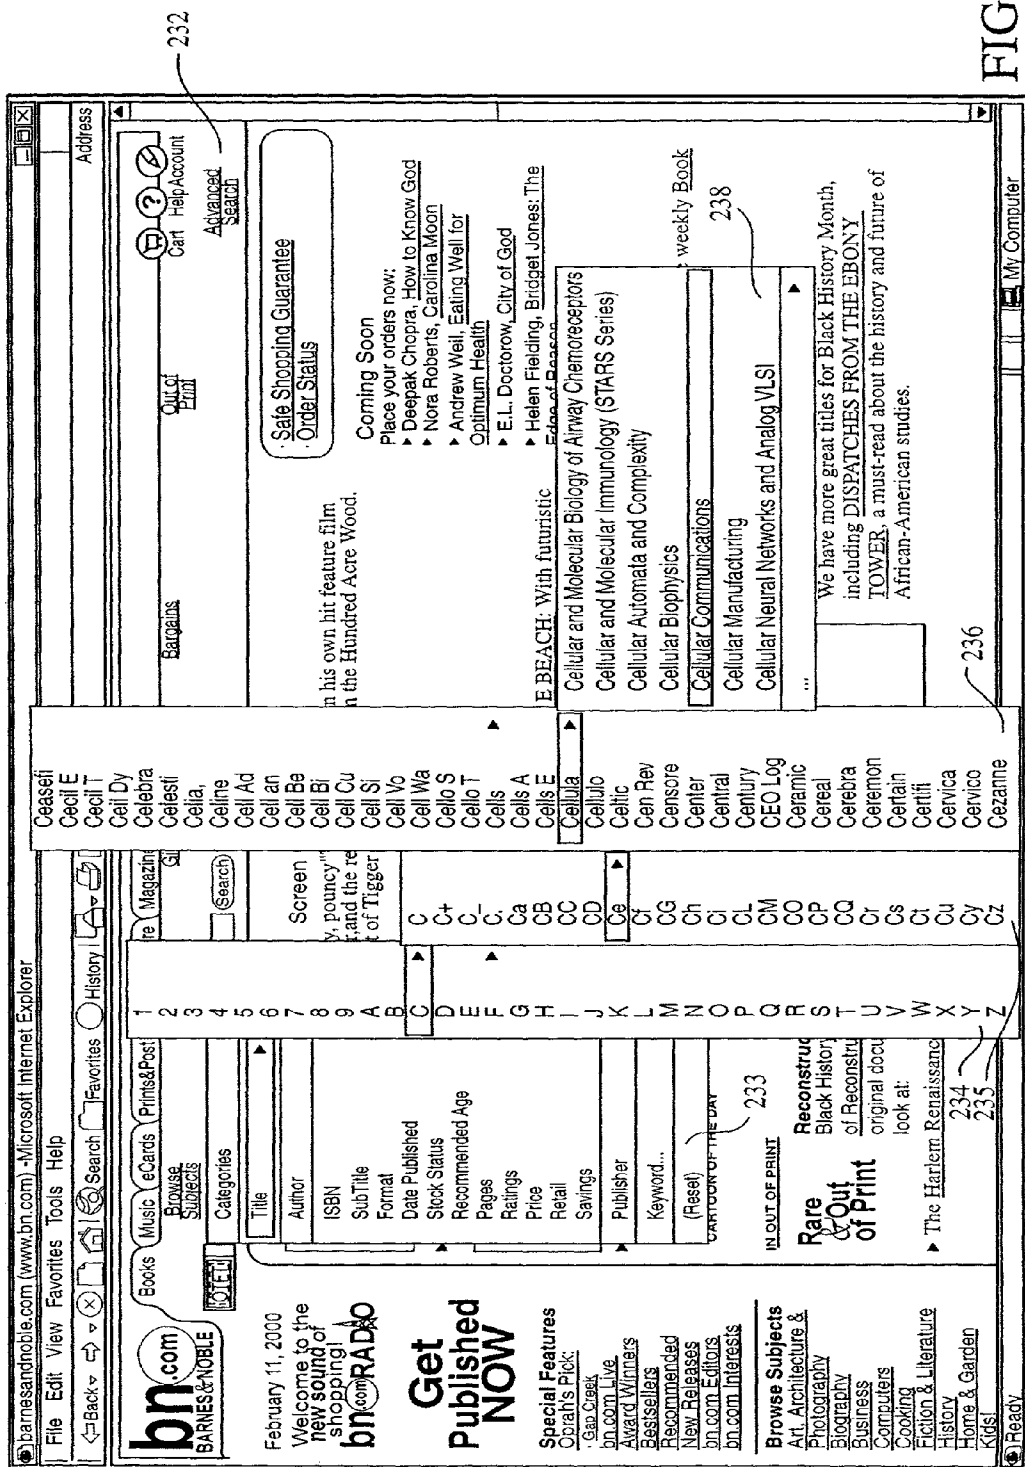 barnesandnoble.com (www.bn.com) -Microsoft Internet Explorer
File Edit View Favorites Tools Help
Back Search Favorites History
Address
bn.com
BARNES & NOBLE
Books Music eCards Prints&Post re Magazine
Browse Subjects
Bargains
Out of Print
Cart Help Account
Advanced Search
232
Search
February 11, 2000
Welcome to the
new sound of
shopping!
bn.com RADIO
Get
Published
NOW
Special Features
Oprah's Pick:
Gap Creek
bn.com Live
Award Winners
Bestsellers
Recommended
New Releases
bn.com Editors
bn.com Interests
Browse Subjects
Art, Architecture &
Photography
Biography
Business
Computers
Cooking
Fiction & Literature
History
Home & Garden
Kids!
Categories
Title
Author
ISBN
SubTitle
Format
Date Published
Stock Status
Recommended Age
Pages
Ratings
Price
Retail
Savings
Publisher
Keyword...
(Reset)
233
CARTOON OF THE DAY
IN OUT OF PRINT
Rare
& Out
of Print
Reconstruc
Black History
of Reconstru
original docu
look at:
The Harlem Renaissance
234
235
1
2
3
4
5
6
7
8
9
A
B
C
D
E
F
G
H
I
J
K
L
M
N
O
P
Q
R
S
T
U
V
W
X
Y
Z
Screen
y, pouncy"
r,and the re
t of Tigger
C
C+
C_
C.
Ca
CB
CC
CD
Ce
Cf
CG
Ch
Ci
CL
CM
CO
CP
CQ
Cr
Cs
Ct
Cu
Cy
Cz
Ceasefi
Cecil E
Cecil T
Ceil Dy
Celebra
Celesti
Celia,
Celine
Cell Ad
Cell an
Cell Be
Cell Bi
Cell Cu
Cell Si
Cell Vo
Cell Wa
Cello S
Cello T
Cells
Cells A
Cells E
Cellula
Cellulo
Celtic
Cen Rev
Censore
Center
Central
Century
CEO Log
Ceramic
Cereal
Cerebra
Ceremon
Certain
Certifi
Cervica
Cervico
Cezanne
236
n his own hit feature film
n the Hundred Acre Wood.
E BEACH: With futuristic
Safe Shopping Guarantee
Order Status
Coming Soon
Place your orders now:
Deepak Chopra, How to Know God
Nora Roberts, Carolina Moon
Andrew Weil, Eating Well for
Optimum Health
E.L. Doctorow, City of God
Helen Fielding, Bridget Jones: The
Edge of Reason
weekly Book
Cellular and Molecular Biology of Airway Chemoreceptors
Cellular and Molecular Immunology (STARS Series)
Cellular Automata and Complexity
Cellular Biophysics
Cellular Communications
Cellular Manufacturing
Cellular Neural Networks and Analog VLSI
...
238
We have more great titles for Black History Month,
including DISPATCHES FROM THE EBONY
TOWER, a must-read about the history and future of
African-American studies.
Ready
My Computer
FIG